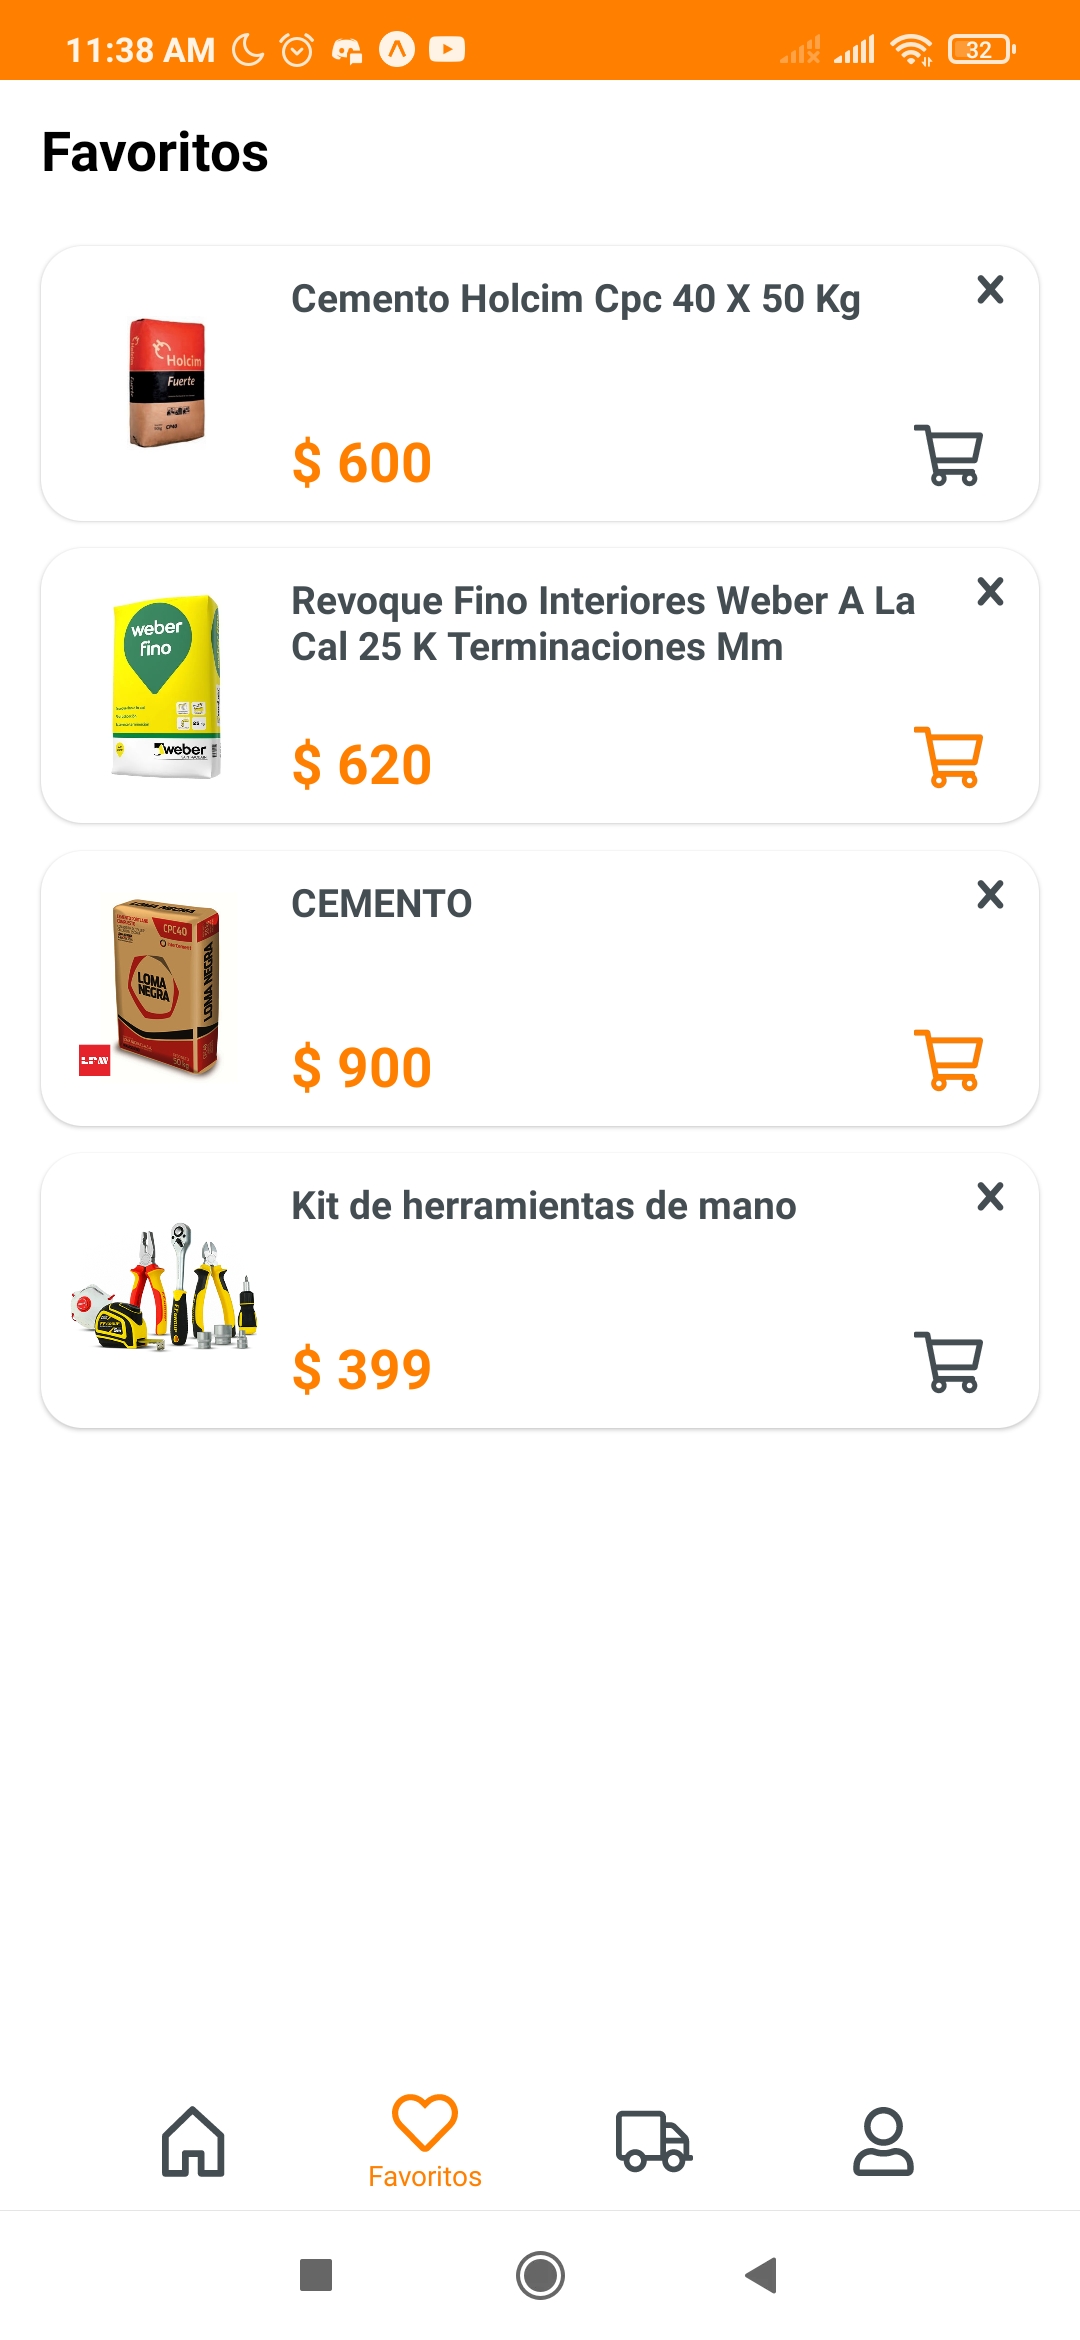 11:38 AM
32
Favoritos
Cemento Holcim Cpc 40 X 50 Kg
Holcim
Fuerte
CP40
$ 600
Revoque Fino Interiores Weber A La
Cal 25 K Terminaciones Mm
weber
fino
weber
$ 620
CEMENTO
CPC40
LOMA
NEGRA
LOMA NEGRA
$ 900
Kit de herramientas de mano
$ 399
Favoritos